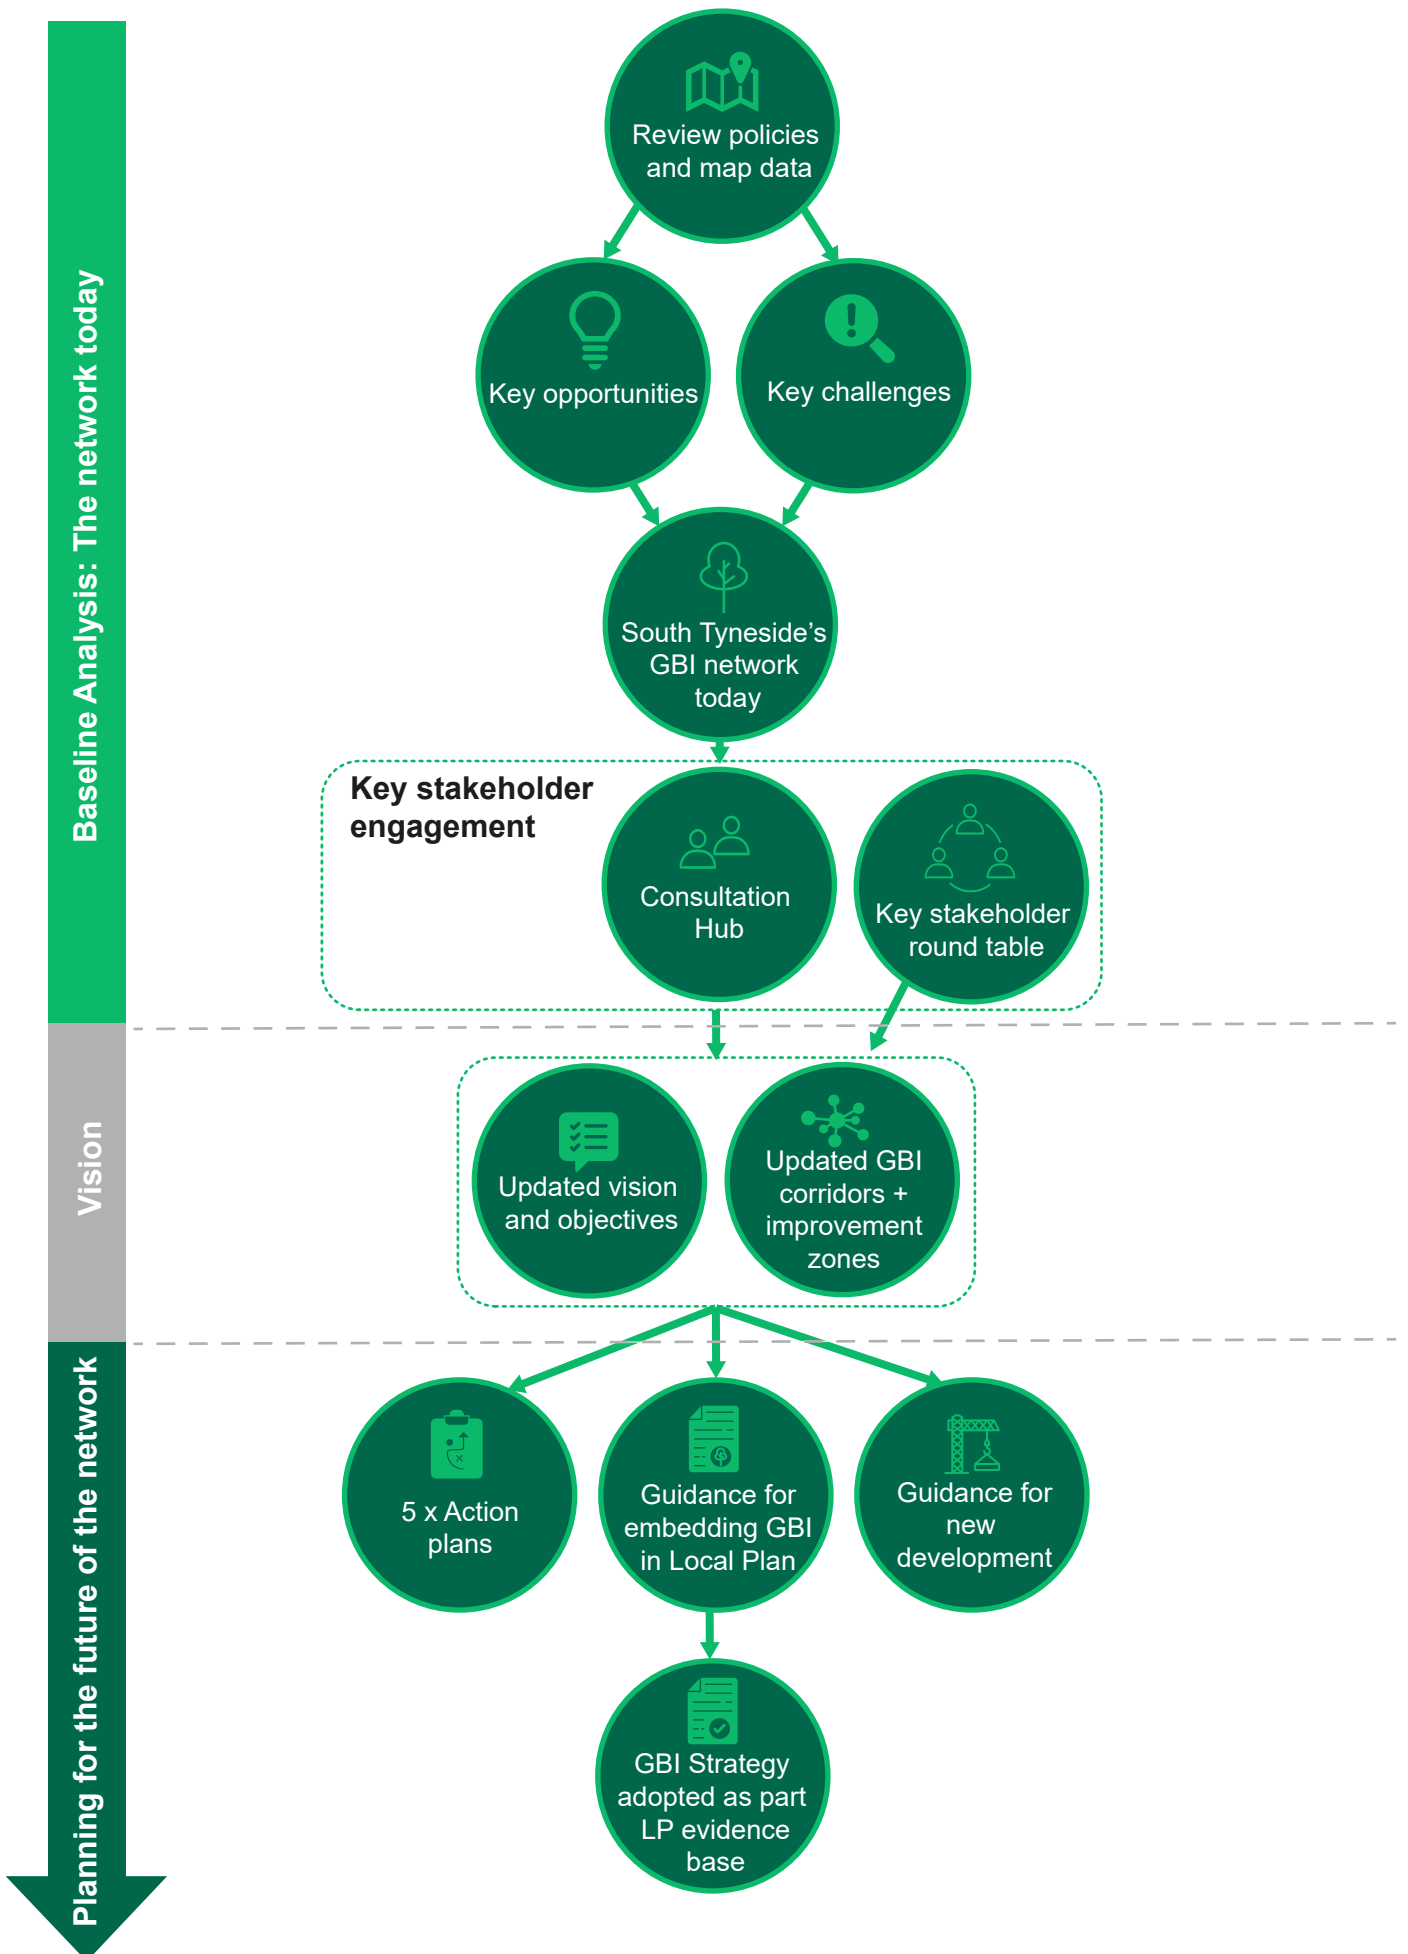 Baseline Analysis: The network today
Review policies
and map data
Key opportunities
Key challenges
South Tyneside’s
GBI network
today
Key stakeholder
engagement
Consultation
Hub
Key stakeholder
round table
Vision
Updated vision
and objectives
Updated GBI
corridors +
improvement
zones
Planning for the future of the network
5 x Action
plans
Guidance for
embedding GBI
in Local Plan
Guidance for
new
development
GBI Strategy
adopted as part
LP evidence
base